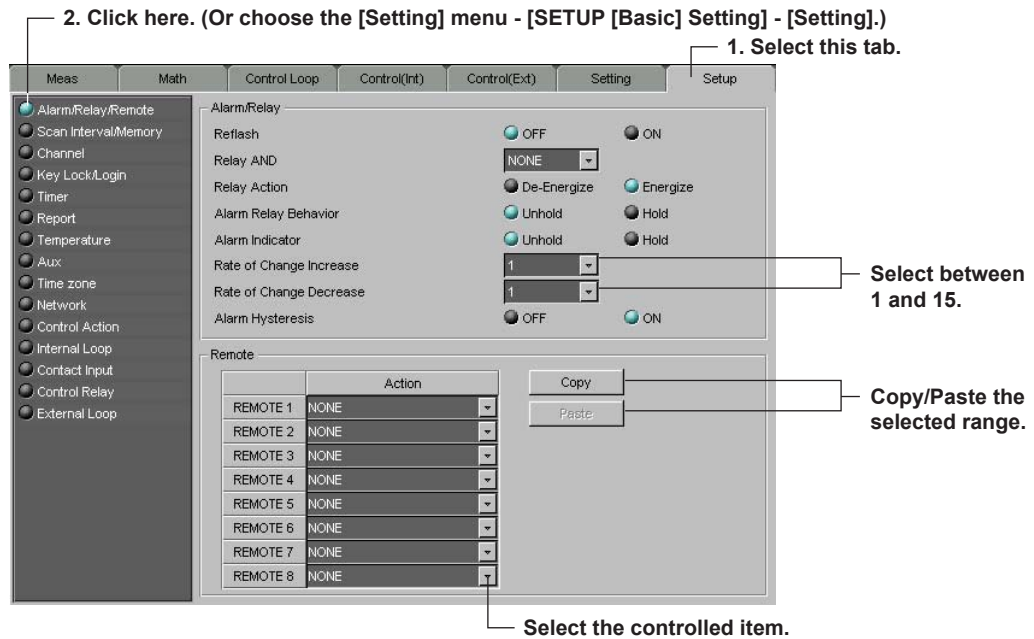 2. Click here. (Or choose the [Setting] menu - [SETUP [Basic] Setting] - [Setting].)
1. Select this tab.
Meas Math Control Loop Control(Int) Control(Ext) Setting Setup
Alarm/Relay/Remote
Scan Interval/Memory
Channel
Key Lock/Login
Timer
Report
Temperature
Aux
Time zone
Network
Control Action
Internal Loop
Contact Input
Control Relay
External Loop
Alarm/Relay
Reflash OFF ON
Relay AND NONE
Relay Action De-Energize Energize
Alarm Relay Behavior Unhold Hold
Alarm Indicator Unhold Hold
Rate of Change Increase 1
Rate of Change Decrease 1
Alarm Hysteresis OFF ON
Select between
1 and 15.
Remote
Action
REMOTE 1 NONE
REMOTE 2 NONE
REMOTE 3 NONE
REMOTE 4 NONE
REMOTE 5 NONE
REMOTE 6 NONE
REMOTE 7 NONE
REMOTE 8 NONE
Copy
Paste
Copy/Paste the
selected range.
Select the controlled item.